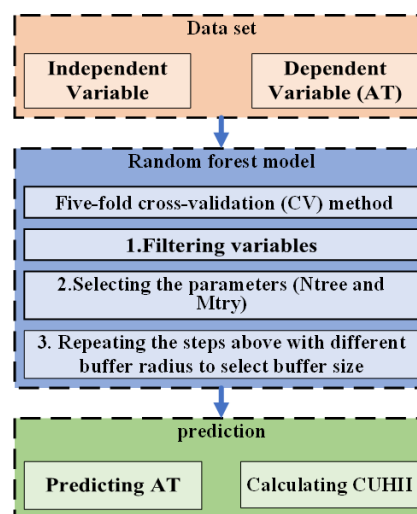 Data set
Independent
Variable
Dependent
Variable (AT)
Random forest model
Five-fold cross-validation (CV) method
1.Filtering variables
2.Selecting the parameters (Ntree and
Mtry)
3. Repeating the steps above with different
buffer radius to select buffer size
prediction
Predicting AT
Calculating CUHII